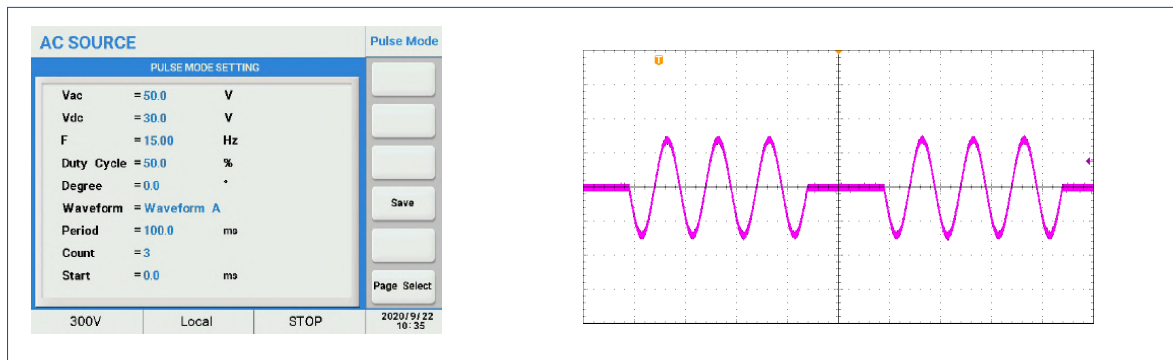 AC SOURCE
Pulse Mode
PULSE MODE SETTING
Vac =50.0 V
Vdc =30.0 V
F =15.00 Hz
Duty Cycle =50.0 %
Degree =0.0 °
Waveform =Waveform A
Period =100.0 ms
Count =3
Start =0.0 ms
Save
Page Select
300V
Local
STOP
2020/9/22
10:35
T